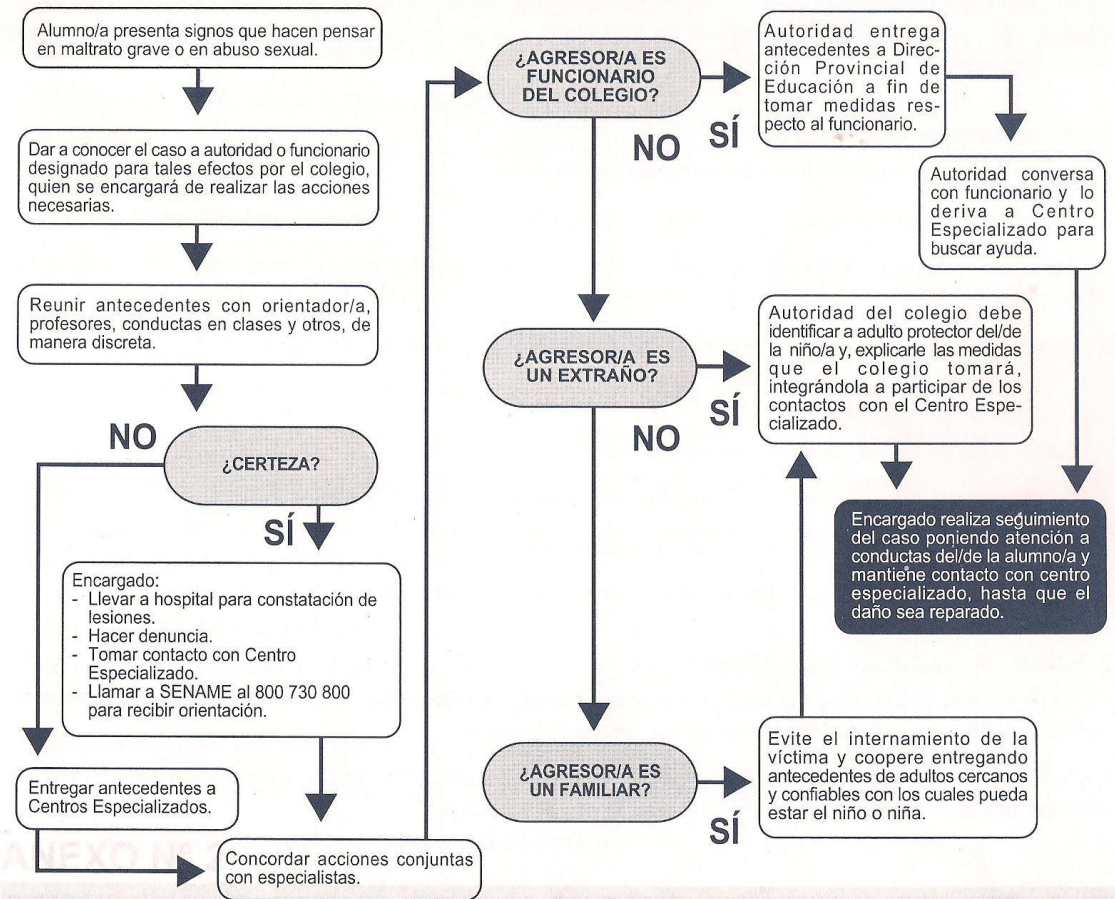 Alumno/a presenta signos que hacen pensar
en maltrato grave o en abuso sexual.
Dar a conocer el caso a autoridad o funcionario
designado para tales efectos por el colegio,
quien se encargará de realizar las acciones
necesarias.
Reunir antecedentes con orientador/a,
profesores, conductas en clases y otros, de
manera discreta.
NO
¿CERTEZA?
SÍ
Encargado:
- Llevar a hospital para constatación de
lesiones.
- Hacer denuncia.
- Tomar contacto con Centro
Especializado.
- Llamar a SENAME al 800 730 800
para recibir orientación.
Entregar antecedentes a
Centros Especializados.
Concordar acciones conjuntas
con especialistas.
¿AGRESOR/A ES
FUNCIONARIO
DEL COLEGIO?
NO
SÍ
Autoridad entrega
antecedentes a Direc-
ción Provincial de
Educación a fin de
tomar medidas res-
pecto al funcionario.
Autoridad conversa
con funcionario y lo
deriva a Centro
Especializado para
buscar ayuda.
¿AGRESOR/A ES
UN EXTRAÑO?
SÍ
NO
Autoridad del colegio debe
identificar a adulto protector del/de
la niño/a y, explicarle las medidas
que el colegio tomará,
integrándola a participar de los
contactos con el Centro Espe-
cializado.
Encargado realiza seguimiento
del caso poniendo atención a
conductas del/de la alumno/a y
mantiene contacto con centro
especializado, hasta que el
daño sea reparado.
¿AGRESOR/A ES
UN FAMILIAR?
SÍ
Evite el internamiento de la
víctima y coopere entregando
antecedentes de adultos cercanos
y confiables con los cuales pueda
estar el niño o niña.
ANEXO Nº 2